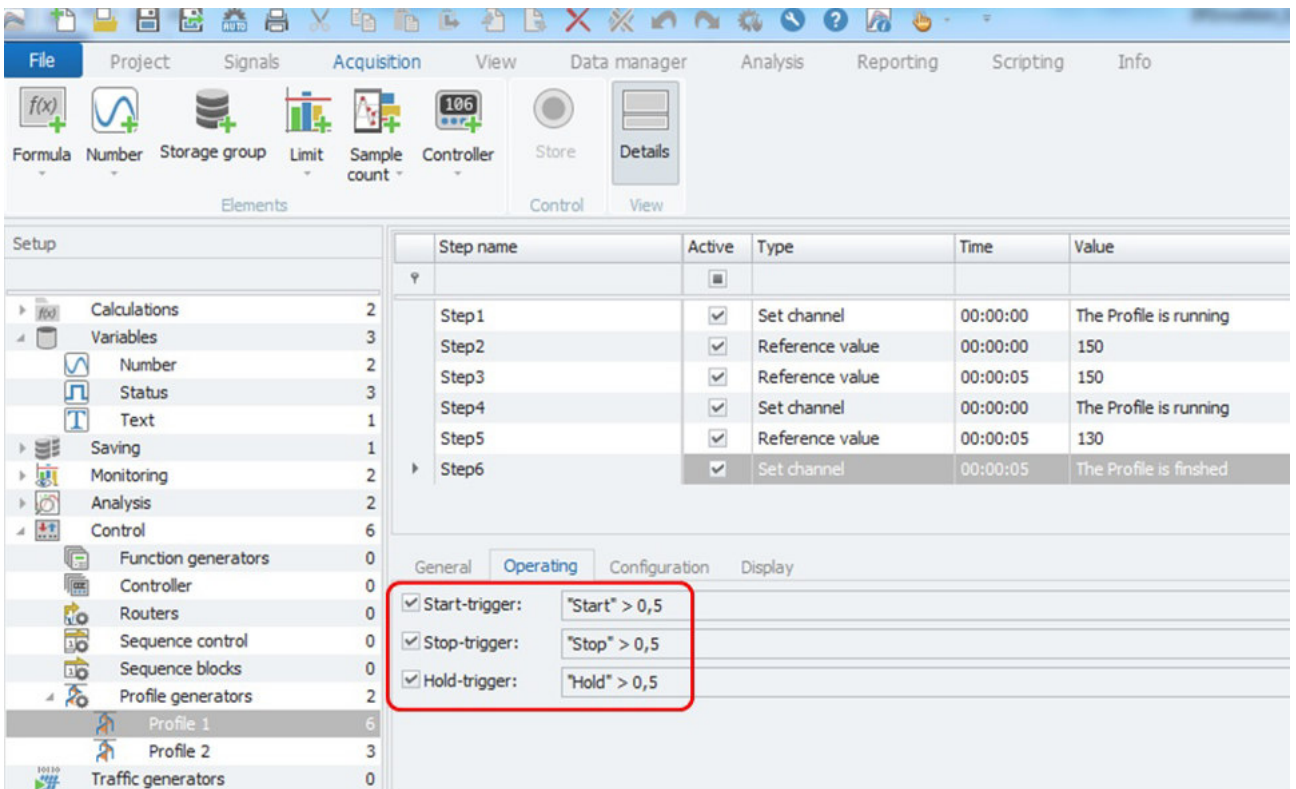 AUTO
File Project Signals Acquisition View Data manager Analysis Reporting Scripting Info
f(x) 106
Formula Number Storage group Limit Sample count Controller Store Details
Elements Control View
Setup
Step name Active Type Time Value
f(x) Calculations 2
Variables 3
Number 2
Status 3
T Text 1
Saving 1
Monitoring 2
Analysis 2
Control 6
Function generators 0
Controller 0
Routers 0
Sequence control 0
Sequence blocks 0
Profile generators 2
Profile 1 6
Profile 2 3
Traffic generators 0
Step1 Set channel 00:00:00 The Profile is running
Step2 Reference value 00:00:00 150
Step3 Reference value 00:00:05 150
Step4 Set channel 00:00:00 The Profile is running
Step5 Reference value 00:00:05 130
Step6 Set channel 00:00:05 The Profile is finshed
General Operating Configuration Display
Start-trigger: "Start" > 0,5
Stop-trigger: "Stop" > 0,5
Hold-trigger: "Hold" > 0,5